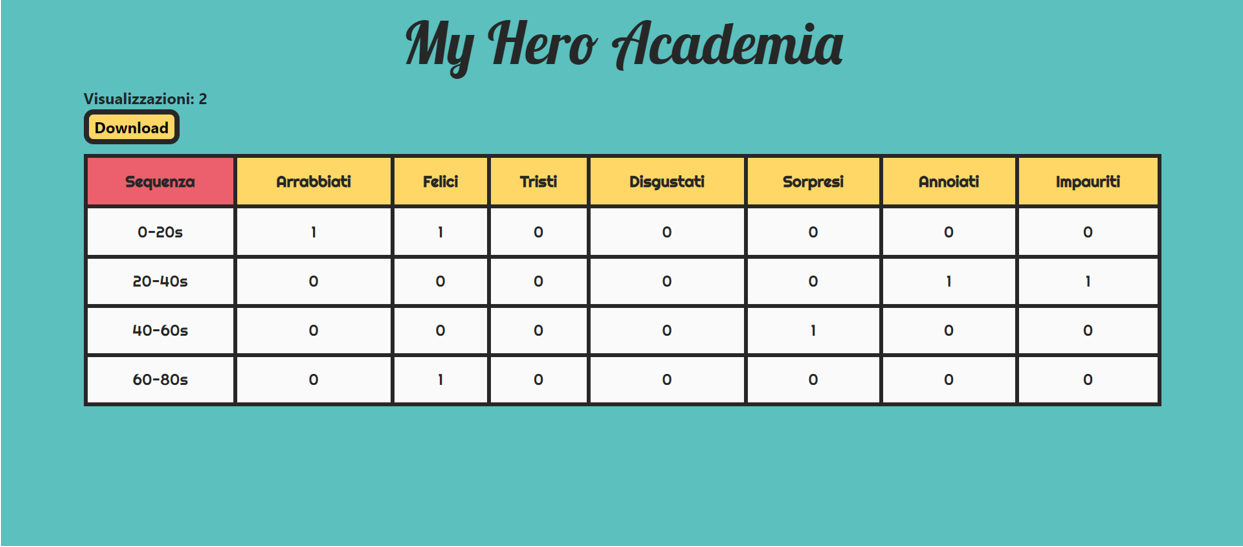 My Hero Academia
Visualizzazioni: 2
Download
Sequenza Arrabbiati Felici Tristi Disgustati Sorpresi Annoiati Impauriti
0-20s 1 1 0 0 0 0 0
20-40s 0 0 0 0 0 1 1
40-60s 0 0 0 0 1 0 0
60-80s 0 1 0 0 0 0 0